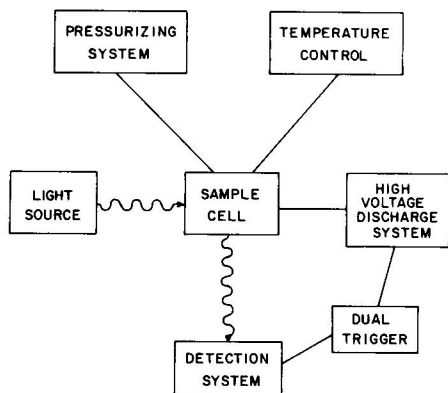 PRESSURIZING
SYSTEM
TEMPERATURE
CONTROL
LIGHT
SOURCE
SAMPLE
CELL
HIGH
VOLTAGE
DISCHARGE
SYSTEM
DUAL
TRIGGER
DETECTION
SYSTEM